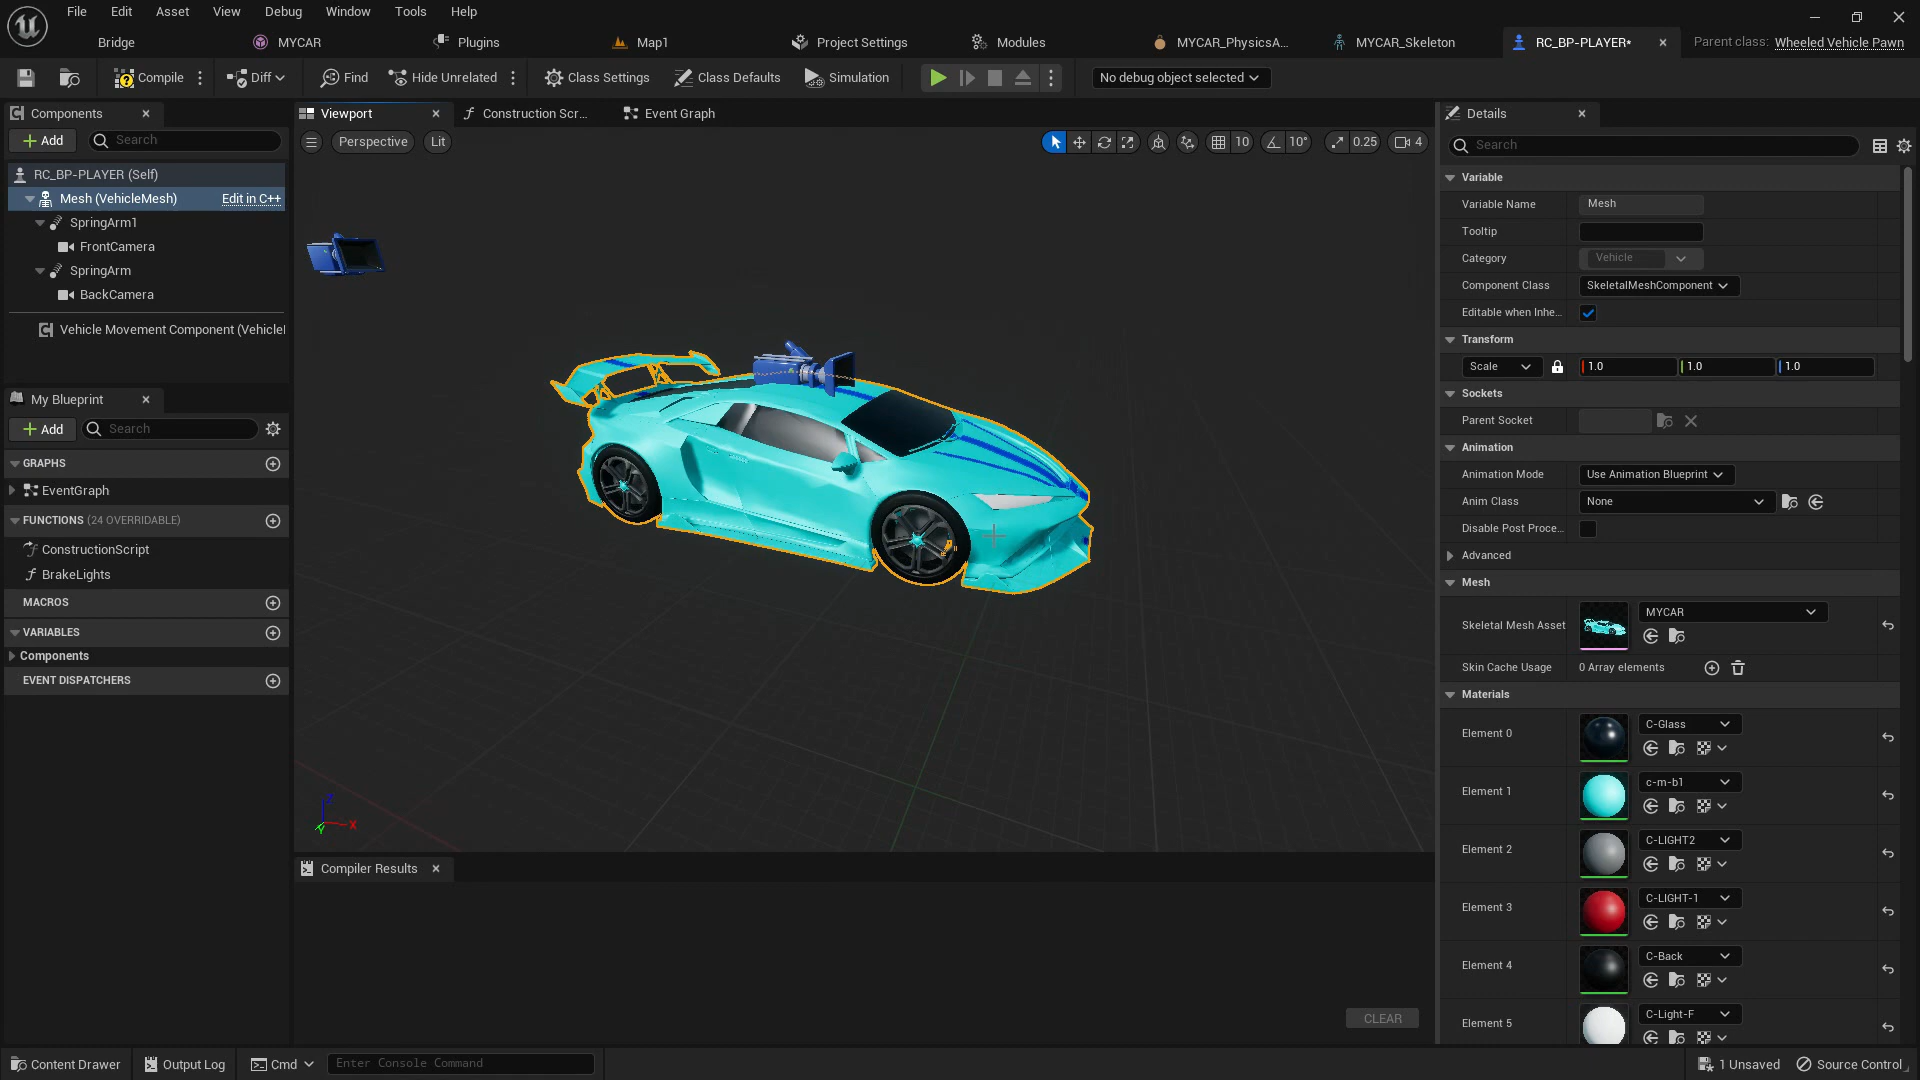 File Edit Asset View Debug Window Tools Help
Bridge MYCAR Plugins Map1 Project Settings Modules MYCAR_PhysicsA... MYCAR_Skeleton RC_BP-PLAYER* Parent class: Wheeled Vehicle Pawn
Compile Diff Find Hide Unrelated Class Settings Class Defaults Simulation No debug object selected
Components
Add Search
RC_BP-PLAYER (Self)
Mesh (VehicleMesh) Edit in C++
SpringArm1
FrontCamera
SpringArm
BackCamera
Vehicle Movement Component (Vehicle
My Blueprint
Add Search
GRAPHS
EventGraph
FUNCTIONS (24 OVERRIDABLE)
ConstructionScript
BrakeLights
MACROS
VARIABLES
Components
EVENT DISPATCHERS
Viewport Construction Scr... Event Graph
Perspective Lit 10 10° 0.25 4
Z
X
Y
Compiler Results
CLEAR
Details
Search
Variable
Variable Name Mesh
Tooltip
Category Vehicle
Component Class SkeletalMeshComponent
Editable when Inhe...
Transform
Scale 1.0 1.0 1.0
Sockets
Parent Socket
Animation
Animation Mode Use Animation Blueprint
Anim Class None
Disable Post Proce...
Advanced
Mesh
Skeletal Mesh Asset MYCAR
Skin Cache Usage 0 Array elements
Materials
Element 0 C-Glass
Element 1 c-m-b1
Element 2 C-LIGHT2
Element 3 C-LIGHT-1
Element 4 C-Back
Element 5 C-Light-F
Content Drawer Output Log Cmd Enter Console Command 1 Unsaved Source Control